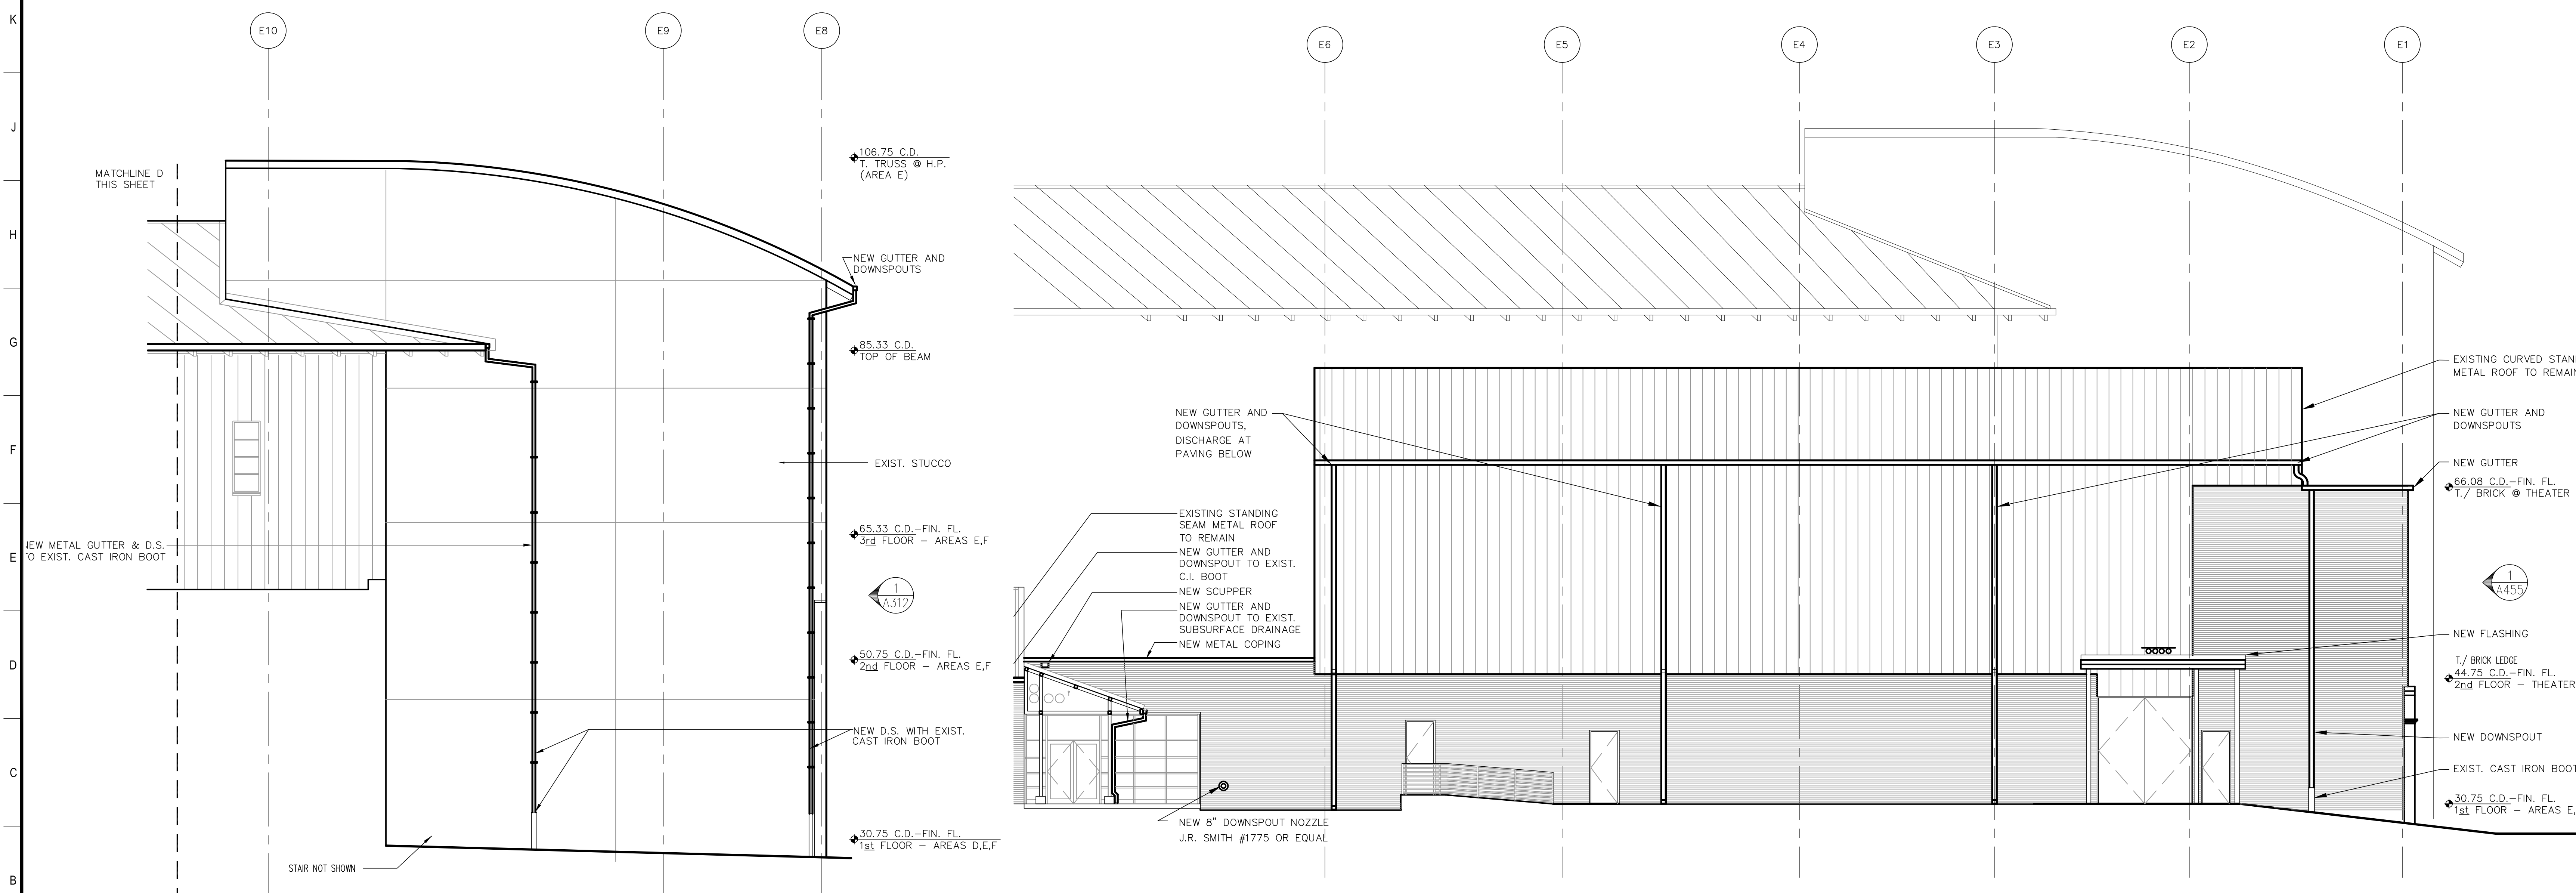 K
J
H
G
F
E
D
C
B
E10
E9
E8
MATCHLINE D
THIS SHEET
106.75 C.D.
T. TRUSS @ H.P.
(AREA E)
NEW GUTTER AND
DOWNSPOUTS
85.33 C.D.
TOP OF BEAM
EXIST. STUCCO
65.33 C.D.-FIN. FL.
3rd FLOOR - AREAS E,F
NEW METAL GUTTER & D.S.
TO EXIST. CAST IRON BOOT
1
A312
50.75 C.D.-FIN. FL.
2nd FLOOR - AREAS E,F
NEW D.S. WITH EXIST.
CAST IRON BOOT
30.75 C.D.-FIN. FL.
1st FLOOR - AREAS D,E,F
STAIR NOT SHOWN
E6
E5
E4
E3
E2
E1
NEW GUTTER AND
DOWNSPOUTS,
DISCHARGE AT
PAVING BELOW
EXISTING STANDING
SEAM METAL ROOF
TO REMAIN
NEW GUTTER AND
DOWNSPOUT TO EXIST.
C.I. BOOT
NEW SCUPPER
NEW GUTTER AND
DOWNSPOUT TO EXIST.
SUBSURFACE DRAINAGE
NEW METAL COPING
NEW 8" DOWNSPOUT NOZZLE
J.R. SMITH #1775 OR EQUAL
EXISTING CURVED STAN
METAL ROOF TO REMAIN
NEW GUTTER AND
DOWNSPOUTS
NEW GUTTER
66.08 C.D.-FIN. FL.
T./ BRICK @ THEATER
1
A455
NEW FLASHING
T./ BRICK LEDGE
44.75 C.D.-FIN. FL.
2nd FLOOR - THEATER
NEW DOWNSPOUT
EXIST. CAST IRON BOOT
30.75 C.D.-FIN. FL.
1st FLOOR - AREAS E,